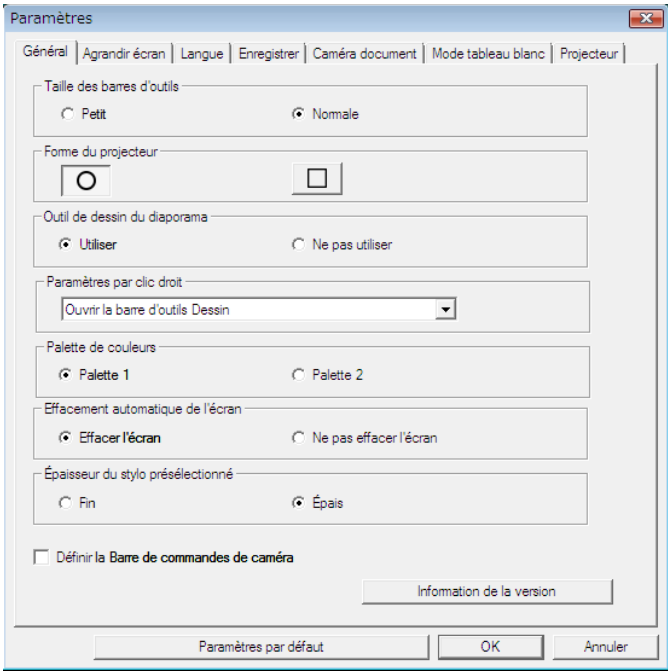 Paramètres
Général Agrandir écran Langue Enregistrer Caméra document Mode tableau blanc Projecteur
Taille des barres d'outils
Petit Normale
Forme du projecteur
Outil de dessin du diaporama
Utiliser Ne pas utiliser
Paramètres par clic droit
Ouvrir la barre d'outils Dessin
Palette de couleurs
Palette 1 Palette 2
Effacement automatique de l'écran
Effacer l'écran Ne pas effacer l'écran
Épaisseur du stylo présélectionné
Fin Épais
Définir la Barre de commandes de caméra
Information de la version
Paramètres par défaut OK Annuler